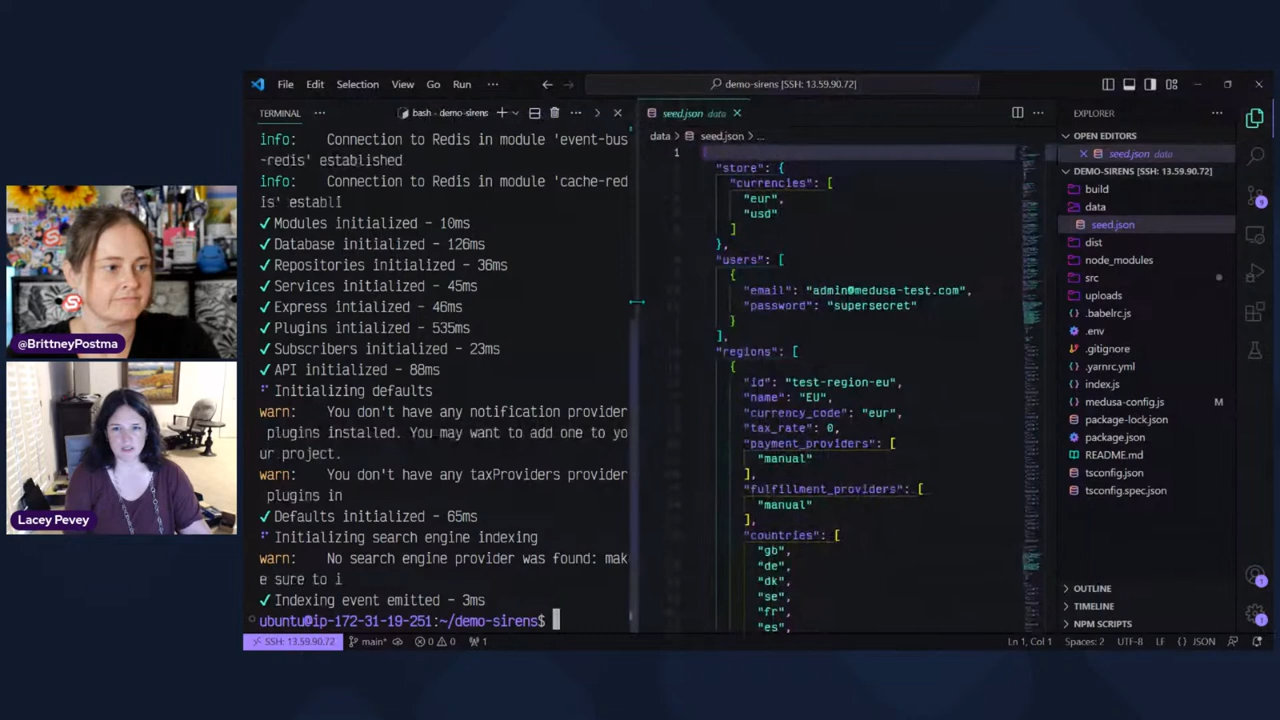 File Edit Selection View Go Run ··· demo-sirens [SSH: 13.59.90.72]
TERMINAL ··· bash - demo-sirens
info: Connection to Redis in module 'event-bus
-redis' established
info: Connection to Redis in module 'cache-red
is' establi
✓ Modules initialized – 10ms
✓ Database initialized – 126ms
✓ Repositories initialized – 36ms
✓ Services initialized – 45ms
✓ Express intialized – 46ms
✓ Plugins intialized – 535ms
✓ Subscribers initialized – 23ms
✓ API initialized – 88ms
Initializing defaults
warn: You don't have any notification provider
plugins installed. You may want to add one to yo
ur project.
warn: You don't have any taxProviders provider
plugins in
✓ Defaults initialized – 65ms
Initializing search engine indexing
warn: No search engine provider was found: mak
e sure to i
✓ Indexing event emitted – 3ms
ubuntu@ip-172-31-19-251:~/demo-sirens$
seed.json data
data > seed.json > ...
1
"store": {
"currencies": [
"eur",
"usd"
]
},
"users": [
{
"email": "admin@medusa-test.com",
"password": "supersecret"
}
],
"regions": [
{
"id": "test-region-eu",
"name": "EU",
"currency_code": "eur",
"tax_rate": 0,
"payment_providers": [
"manual"
],
"fulfillment_providers": [
"manual"
],
"countries": [
"gb",
"de",
"dk",
"se",
"fr",
"es",
EXPLORER ···
OPEN EDITORS
seed.json data
DEMO-SIRENS [SSH: 13.59.90.72]
build
data
seed.json
dist
node_modules
src
uploads
.babelrc.js
.env
.gitignore
.yarnrc.yml
index.js
medusa-config.js M
package-lock.json
package.json
README.md
tsconfig.json
tsconfig.spec.json
OUTLINE
TIMELINE
NPM SCRIPTS
9
1
1
SSH: 13.59.90.72 main* 0 0 1 Ln 1, Col 1 Spaces: 2 UTF-8 LF {} JSON
@BrittneyPostma
Lacey Pevey